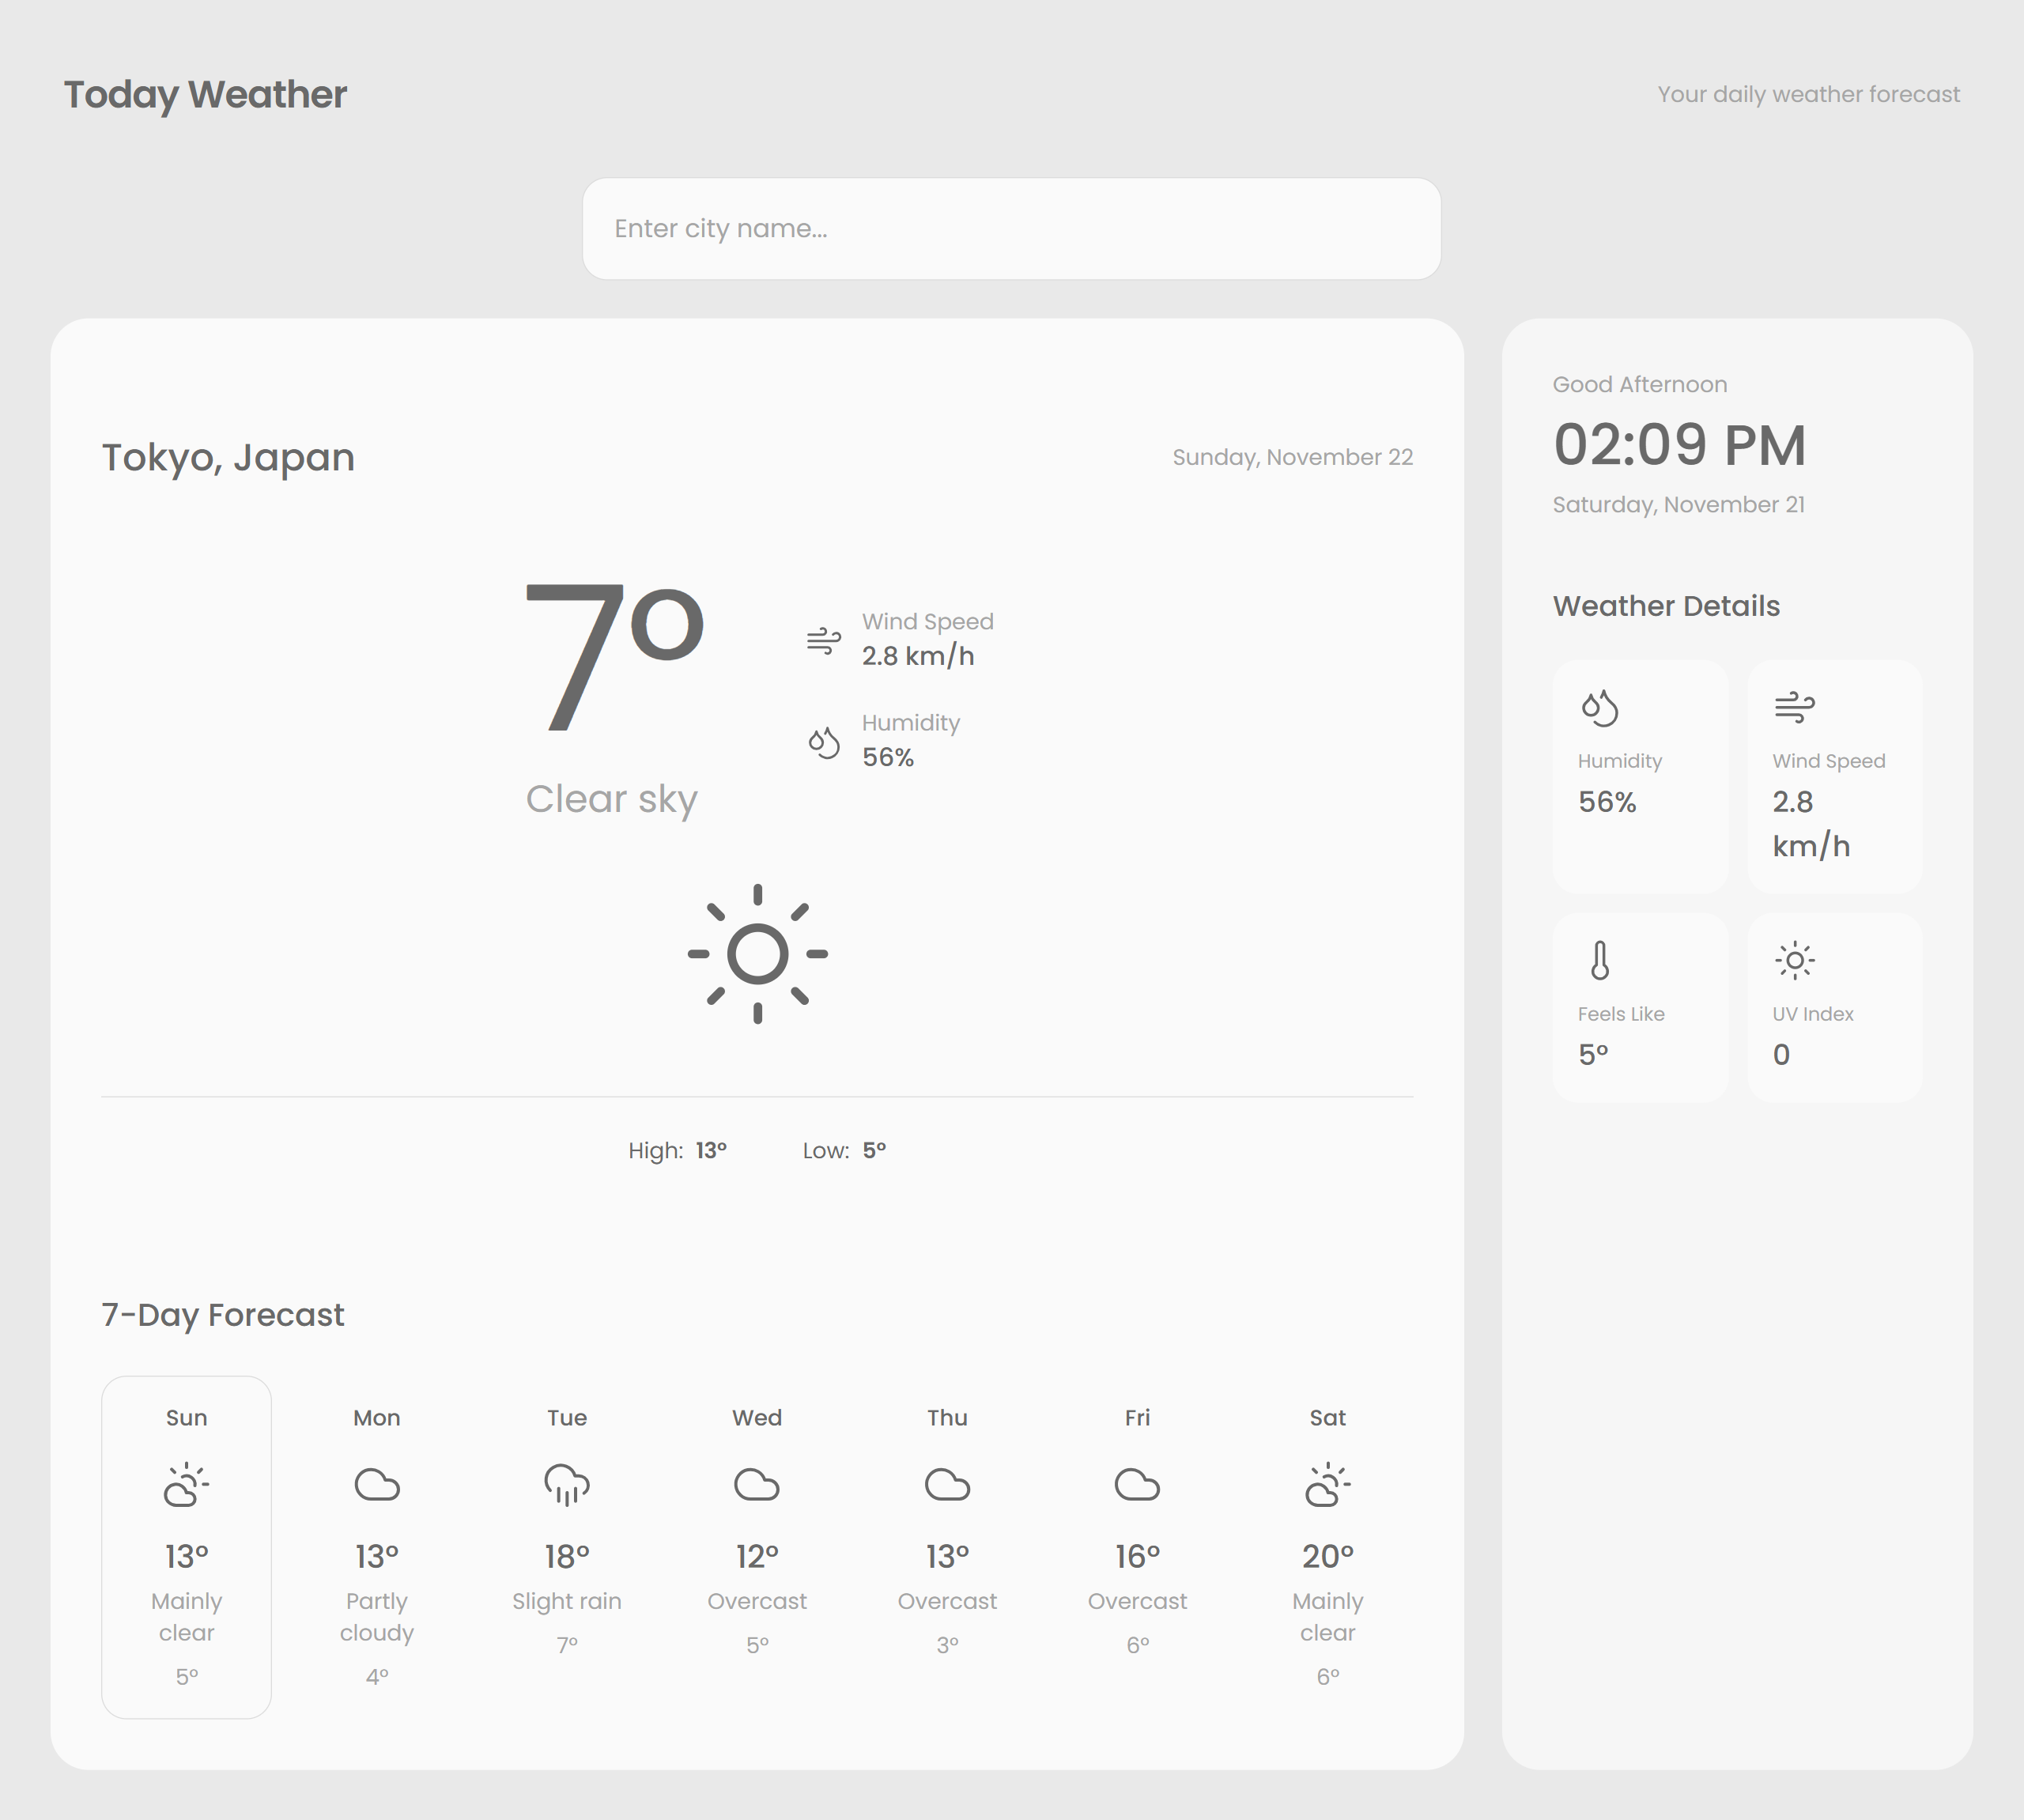 Today Weather
Your daily weather forecast
Enter city name...
Tokyo, Japan
Sunday, November 22
7°
Clear sky
Wind Speed
2.8 km/h
Humidity
56%
High: 13°
Low: 5°
7-Day Forecast
Sun
13°
Mainly
clear
5°
Mon
13°
Partly
cloudy
4°
Tue
18°
Slight rain
7°
Wed
12°
Overcast
5°
Thu
13°
Overcast
3°
Fri
16°
Overcast
6°
Sat
20°
Mainly
clear
6°
Good Afternoon
02:09 PM
Saturday, November 21
Weather Details
Humidity
56%
Wind Speed
2.8
km/h
Feels Like
5°
UV Index
0